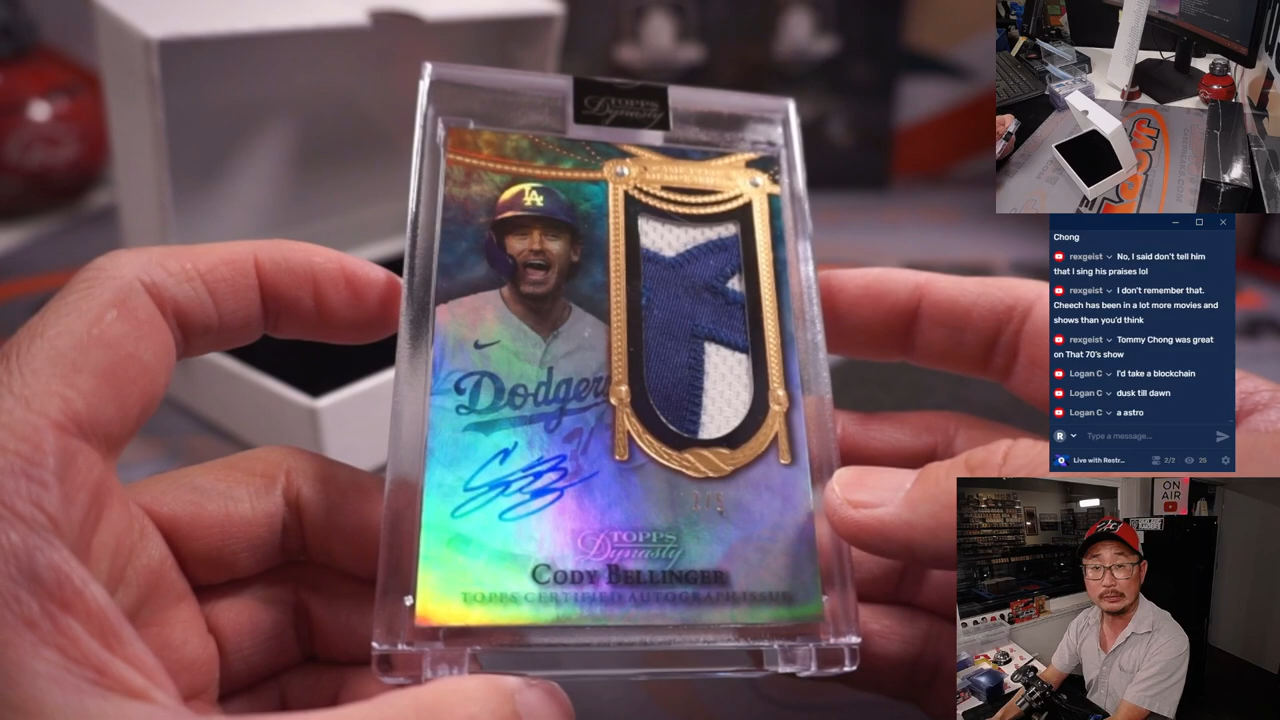 TOPPS
Dynasty
LA
Dodgers
TOPPS
Dynasty
CODY BELLINGER
TOPPS CERTIFIED AUTOGRAPH ISSUE
Chong
rexgeist No, I said don't tell him
that I sing his praises lol
rexgeist I don't remember that.
Cheech has been in a lot more movies and
shows than you'd think
rexgeist Tommy Chong was great
on That 70's show
Logan C I'd take a blockchain
Logan C dusk till dawn
Logan C a astro
R Type a message...
Live with Restr... 2/2 25
ON
AIR